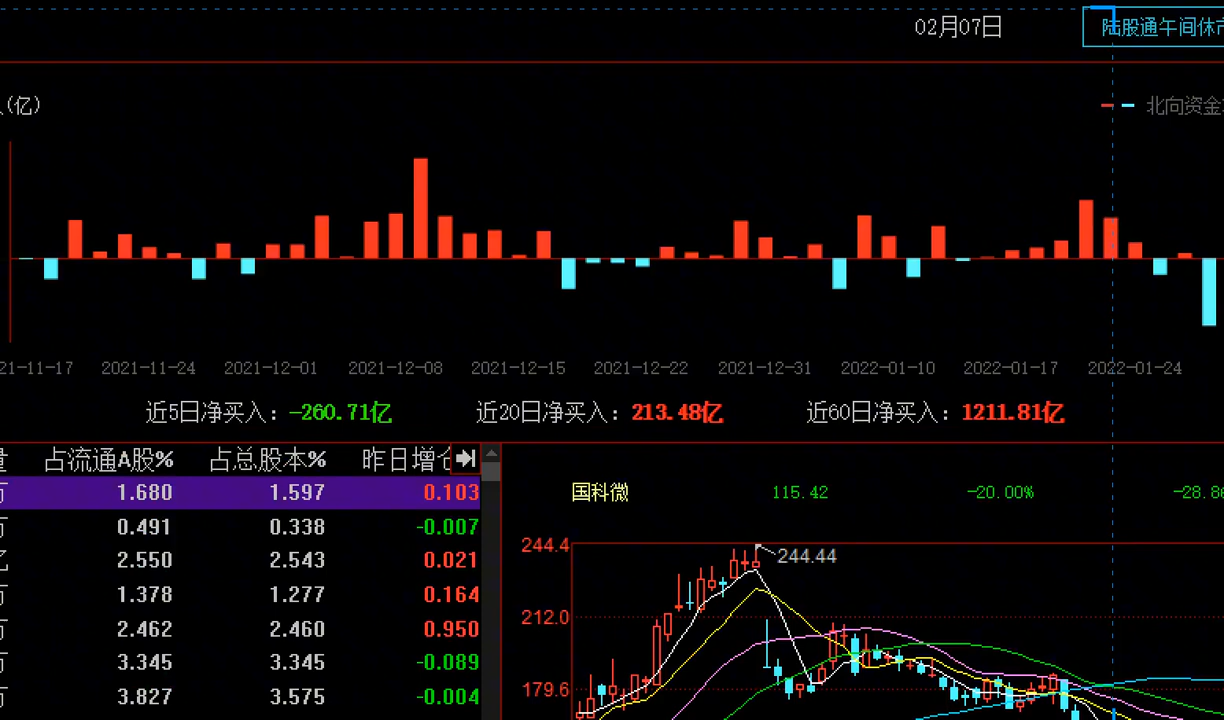 02月07日 陆股通午间休市
(亿)
北向资金
21-11-17 2021-11-24 2021-12-01 2021-12-08 2021-12-15 2021-12-22 2021-12-31 2022-01-10 2022-01-17 2022-01-24
近5日净买入：-260.71亿 近20日净买入：213.48亿 近60日净买入：1211.81亿
占流通A股% 占总股本% 昨日增仓
万 1.680 1.597 0.103
万 0.491 0.338 -0.007
亿 2.550 2.543 0.021
万 1.378 1.277 0.164
万 2.462 2.460 0.950
万 3.345 3.345 -0.089
万 3.827 3.575 -0.004
国科微 115.42 -20.00% -28.86
244.4 244.44
212.0
179.6